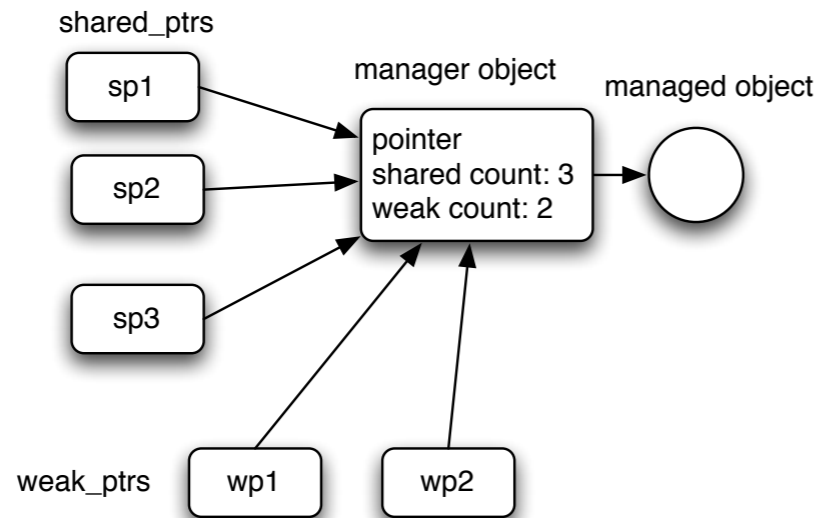 shared_ptrs
sp1
manager object
managed object
pointer
shared count: 3
weak count: 2
sp2
sp3
weak_ptrs
wp1
wp2